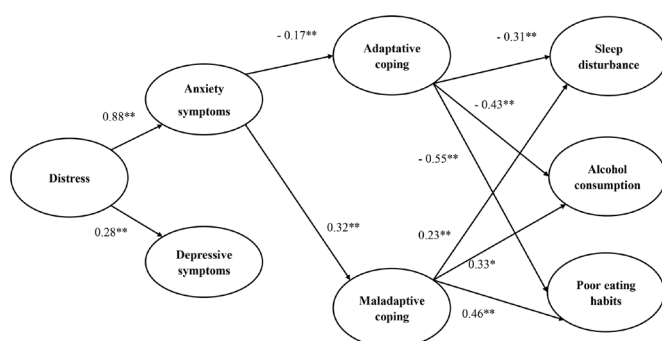 - 0.17**
Adaptative
coping
- 0.31**
Sleep
disturbance
Anxiety
symptoms
0.88**
- 0.43**
Distress
- 0.55**
Alcohol
consumption
0.28**
Depressive
symptoms
0.32**
0.23**
0.33*
Maladaptive
coping
0.46**
Poor eating
habits